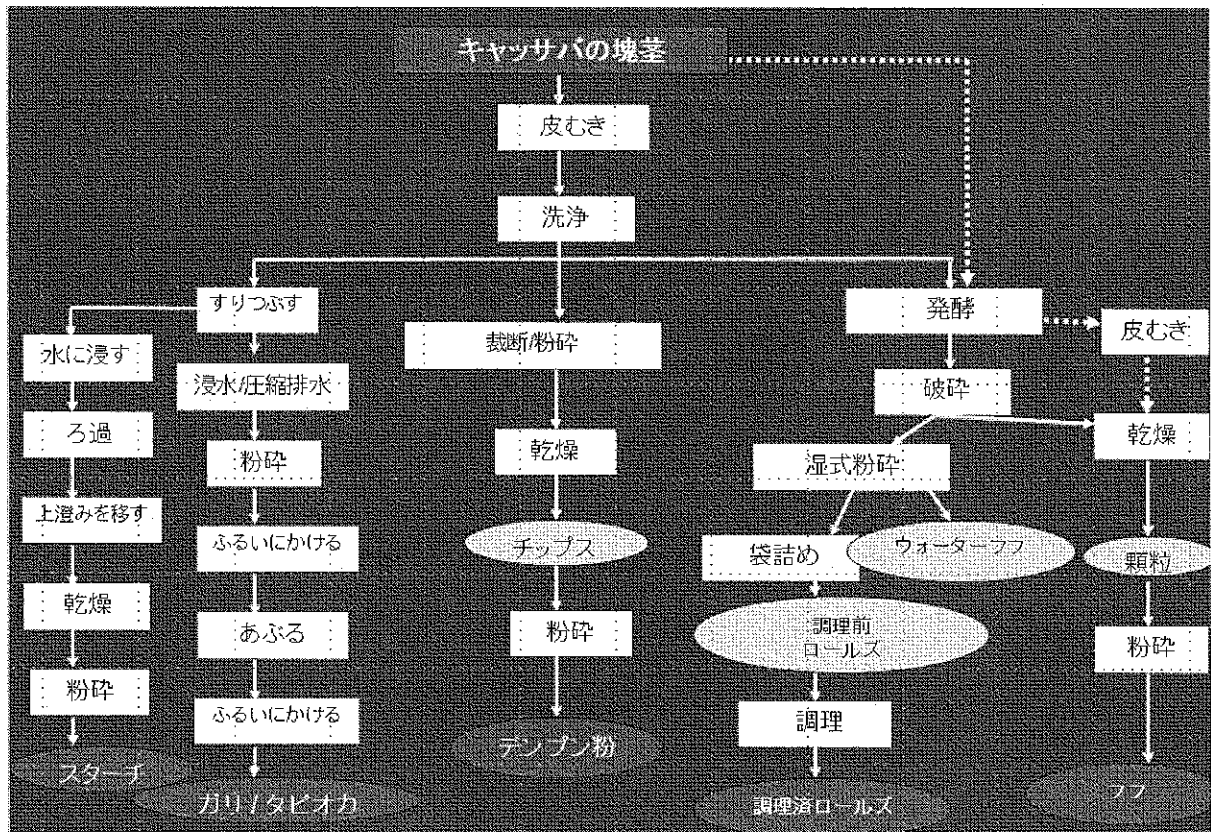 キャッサバの塊茎
皮むき
洗浄
すりつぶす
水に浸す
ろ過
上澄みを移す
乾燥
粉砕
スターチ
浸水/圧縮排水
粉砕
ふるいにかける
あぶる
ふるいにかける
ガリ/タピオカ
裁断/粉砕
乾燥
チップス
粉砕
デンプン粉
発酵
破砕
湿式粉砕
袋詰め
調理前
ロールズ
調理
調理済ロールズ
ウォーターフフ
皮むき
乾燥
顆粒
粉砕
フフ